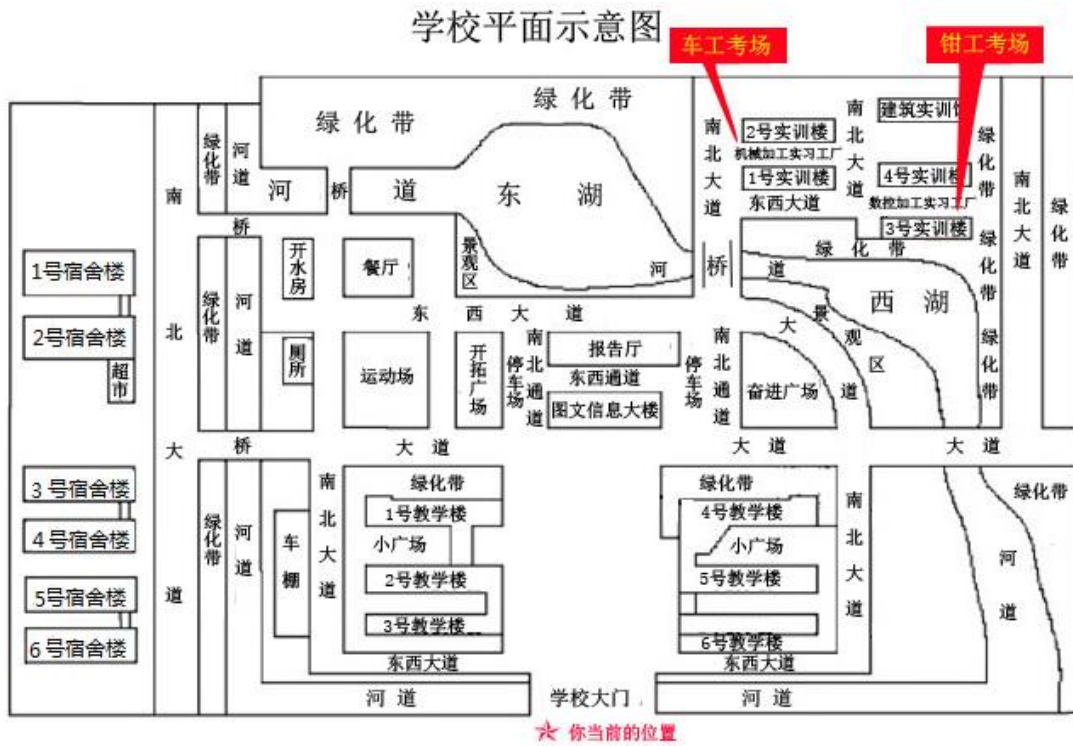 学校平面示意图
车工考场
钳工考场
绿化带
绿化带
南北大道
2号实训楼
机械加工实习工厂
1号实训楼
东西大道
南北大道
建筑实训
4号实训楼
数控加工实习工厂
3号实训楼
绿化带
南北大道
绿化带
绿化带
河道
南北大道
河
桥
道
东湖
桥
1号宿舍楼
2号宿舍楼
超市
绿化带
河道
开水房
餐厅
景观区
河
桥
道
绿化带
西湖
绿化带
绿化带
东西大道
大道
景观区
厕所
运动场
开拓广场
停车场
南北通道
报告厅
东西通道
图文信息大楼
停车场
南北通道
奋进广场
桥
大道
大道
大道
3号宿舍楼
4号宿舍楼
5号宿舍楼
6号宿舍楼
绿化带
河道
车棚
南北大道
绿化带
1号教学楼
小广场
2号教学楼
3号教学楼
东西大道
绿化带
4号教学楼
小广场
5号教学楼
6号教学楼
东西大道
南北大道
绿化带
河道
河道
学校大门
河道
你当前的位置